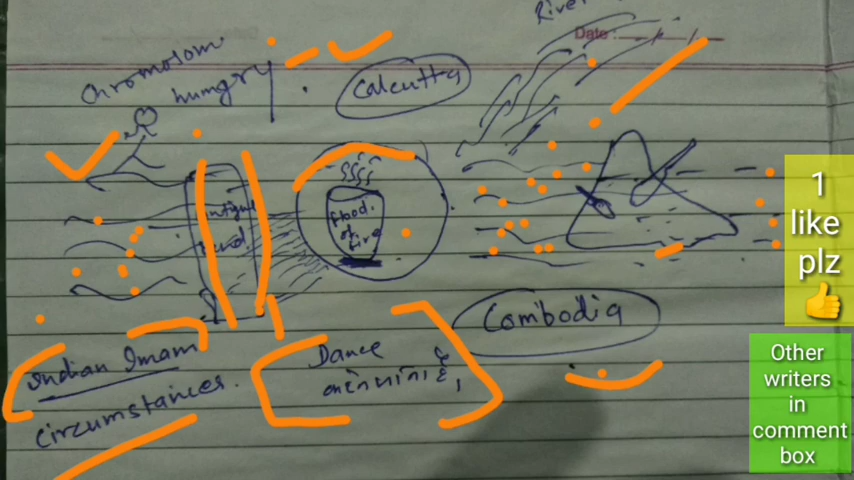 River
Date :
Chromosom
hungry
Calcutta
Flood
of
fire
Combodia
Indian Imam
circumstances.
Dance
1
like
plz
👍
Other
writers
in
comment
box